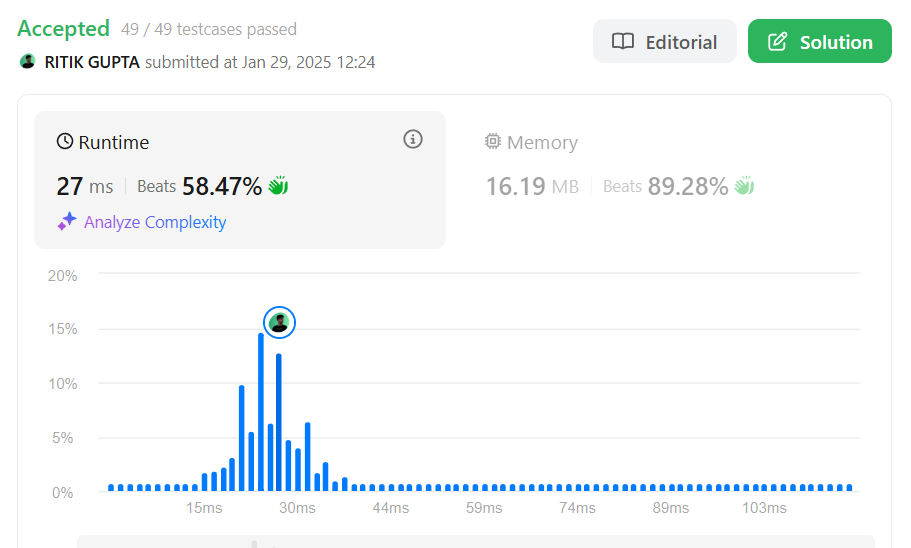 Accepted 49 / 49 testcases passed
Editorial
Solution
RITIK GUPTA submitted at Jan 29, 2025 12:24
Runtime
27 ms Beats 58.47%
Analyze Complexity
Memory
16.19 MB Beats 89.28%
20%
15%
10%
5%
0%
15ms 30ms 44ms 59ms 74ms 89ms 103ms